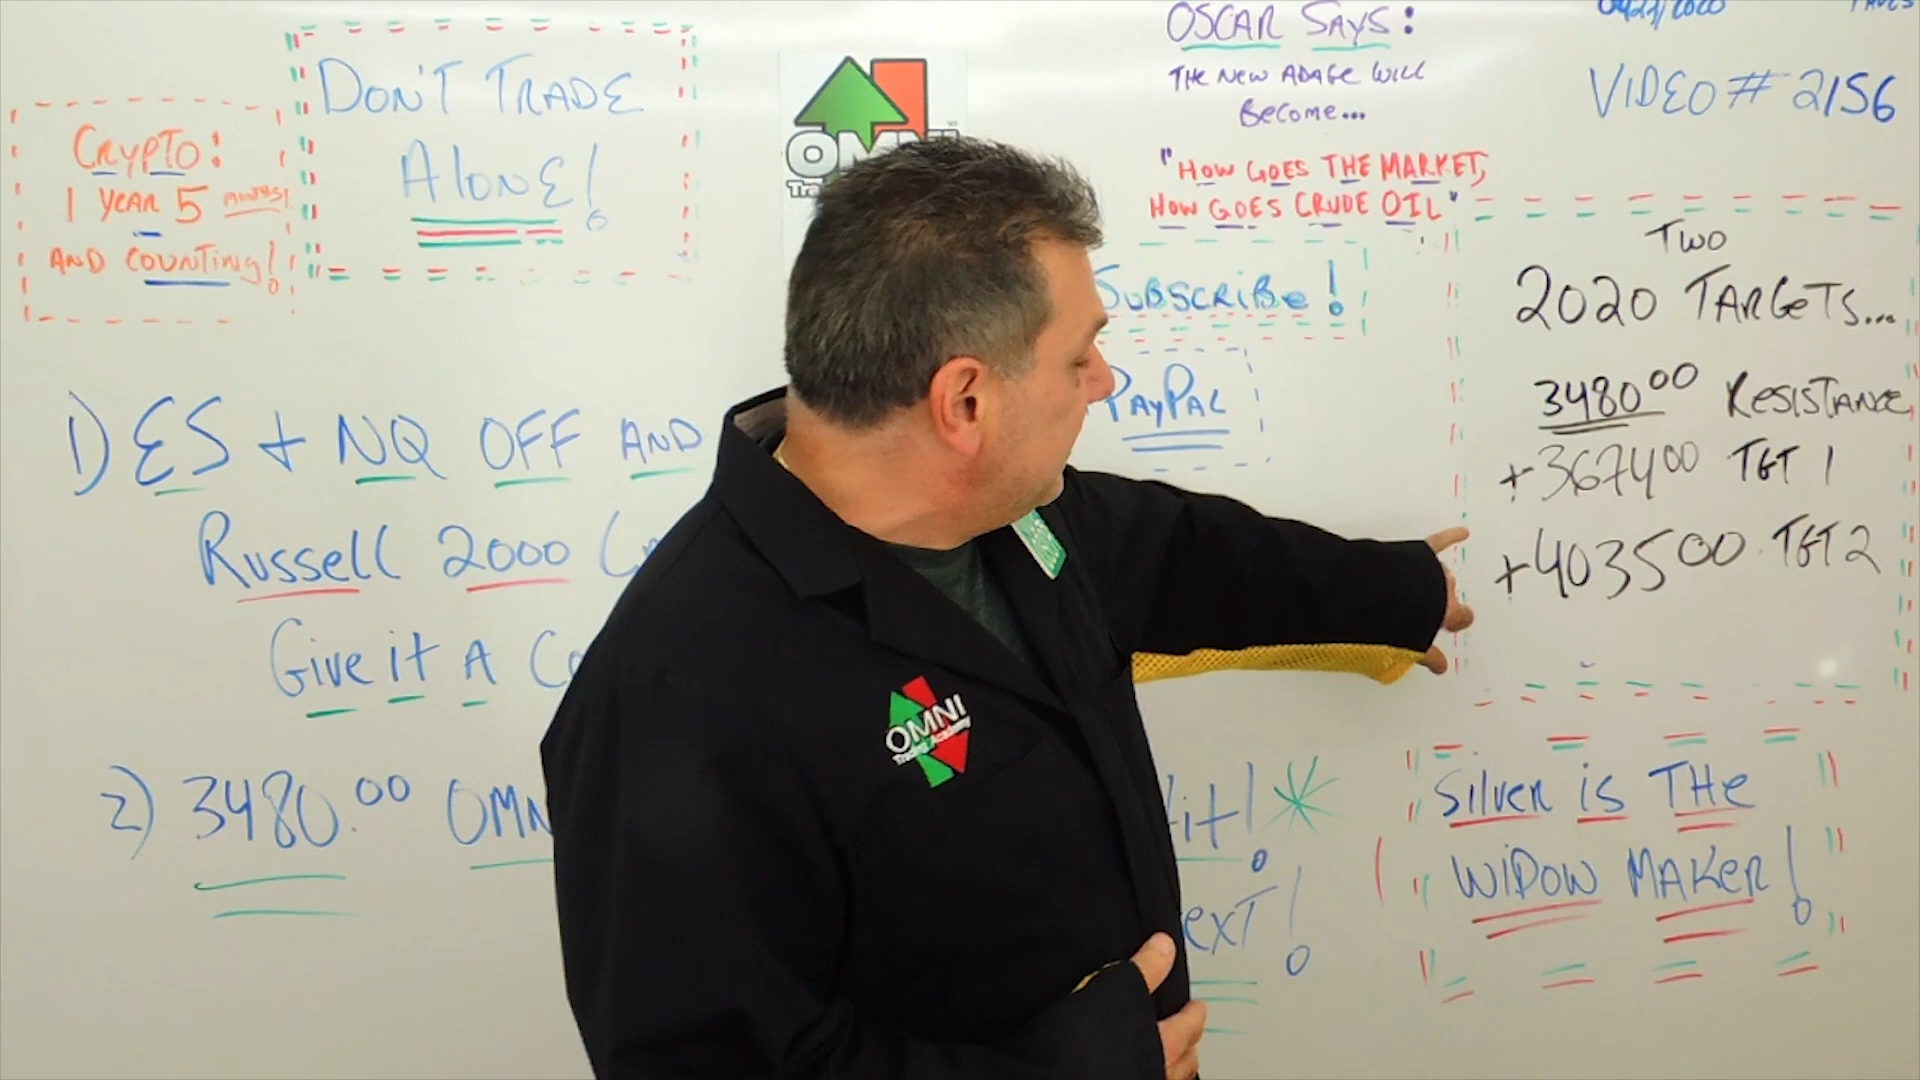 CRYPTO:
1 YEAR 5 MONTHS!
AND COUNTING!
DON'T TRADE
ALONE!
OSCAR SAYS:
THE NEW ADAGE WILL
BECOME...
"HOW GOES THE MARKET,
HOW GOES CRUDE OIL"
VIDEO # 2156
SUBSCRIBE!
PAYPAL
TWO
2020 TARGETS...
3480.00 RESISTANCE,
+3674.00 TGT 1
+4035.00 TGT 2
1) ES + NQ OFF AND
RUSSELL 2000
GIVE IT A
2) 3480.00
it!
SILVER IS THE
WIDOW MAKER!
OMNI
Trading Academy